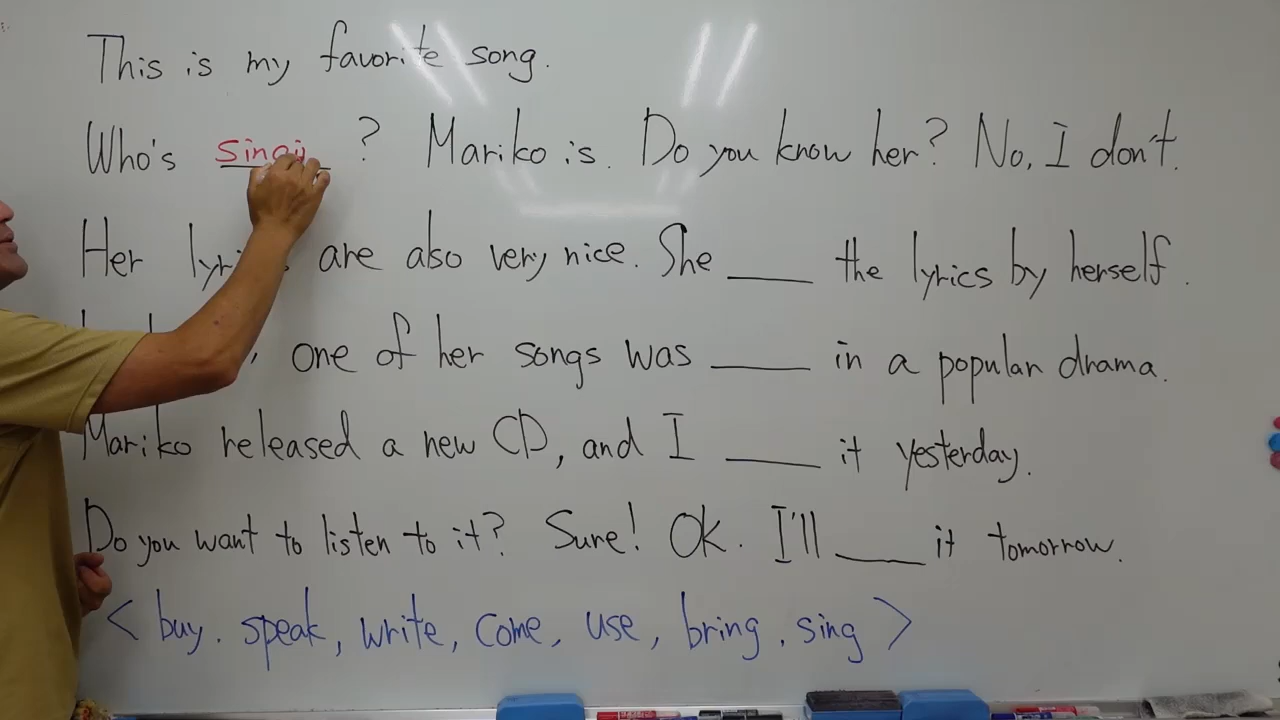 This is my favorite song.
Who's singi ? Mariko is. Do you know her? No, I don't.
Her are also very nice. She ____ the lyrics by herself.
one of her songs was ____ in a popular drama.
Mariko released a new CD, and I ____ it yesterday.
Do you want to listen to it? Sure! Ok. I'll ____ it tomorrow.
< buy, speak, write, come, use, bring, sing >